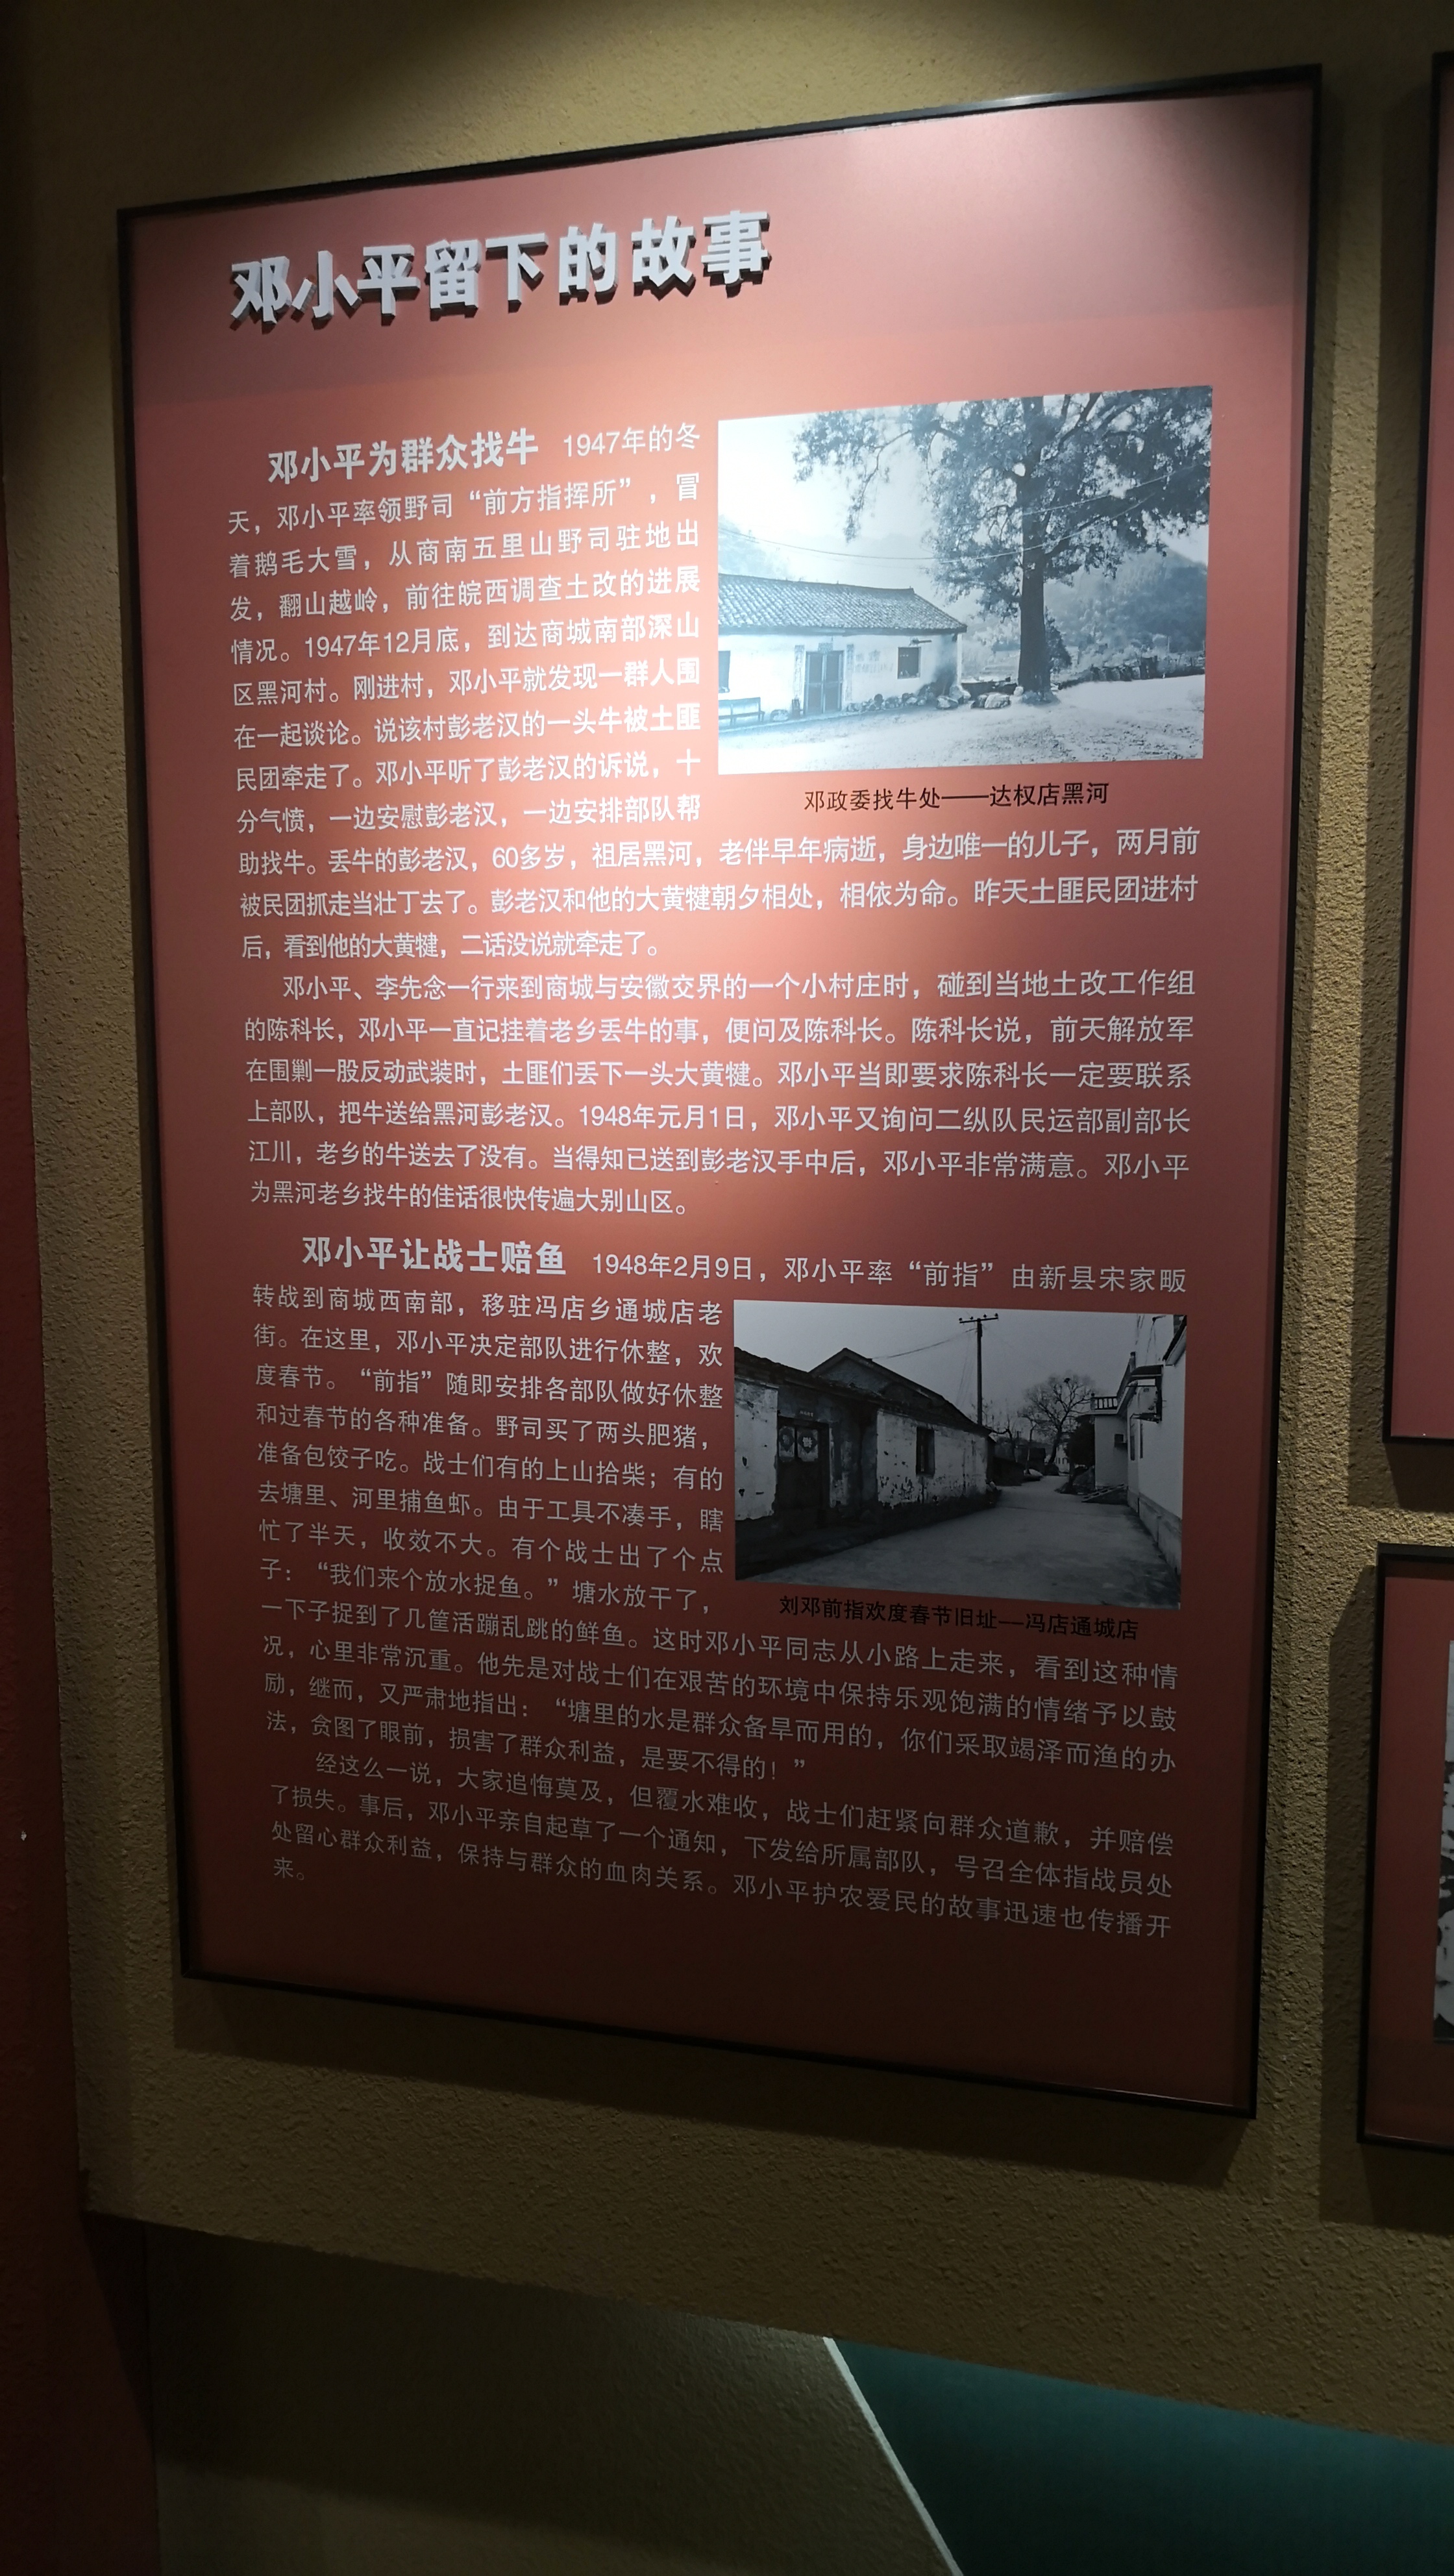 邓小平留下的故事
邓小平为群众找牛 1947年的冬
天，邓小平率领野司“前方指挥所”，冒
着鹅毛大雪，从商南五里山野司驻地出
发，翻山越岭，前往皖西调查土改的进展
情况。1947年12月底，到达商城南部深山
区黑河村。刚进村，邓小平就发现一群人围
在一起谈论。说该村彭老汉的一头牛被土匪
民团牵走了。邓小平听了彭老汉的诉说，十
分气愤，一边安慰彭老汉，一边安排部队帮
邓政委找牛处——达权店黑河
助找牛。丢牛的彭老汉，60多岁，祖居黑河，老伴早年病逝，身边唯一的儿子，两月前
被民团抓走当壮丁去了。彭老汉和他的大黄犍朝夕相处，相依为命。昨天土匪民团进村
后，看到他的大黄犍，二话没说就牵走了。
邓小平、李先念一行来到商城与安徽交界的一个小村庄时，碰到当地土改工作组
的陈科长，邓小平一直记挂着老乡丢牛的事，便问及陈科长。陈科长说，前天解放军
在围剿一股反动武装时，土匪们丢下一头大黄犍。邓小平当即要求陈科长一定要联系
上部队，把牛送给黑河彭老汉。1948年元月1日，邓小平又询问二纵队民运部副部长
江川，老乡的牛送去了没有。当得知已送到彭老汉手中后，邓小平非常满意。邓小平
为黑河老乡找牛的佳话很快传遍大别山区。
邓小平让战士赔鱼 1948年2月9日，邓小平率“前指”由新县宋家畈
转战到商城西南部，移驻冯店乡通城店老
街。在这里，邓小平决定部队进行休整，欢
度春节。“前指”随即安排各部队做好休整
和过春节的各种准备。野司买了两头肥猪，
准备包饺子吃。战士们有的上山拾柴；有的
去塘里、河里捕鱼虾。由于工具不凑手，瞎
忙了半天，收效不大。有个战士出了个点
子：“我们来个放水捉鱼。”塘水放干了，
刘邓前指欢度春节旧址——冯店通城店
一下子捉到了几筐活蹦乱跳的鲜鱼。这时邓小平同志从小路上走来，看到这种情
况，心里非常沉重。他先是对战士们在艰苦的环境中保持乐观饱满的情绪予以鼓
励，继而，又严肃地指出：“塘里的水是群众备旱而用的，你们采取竭泽而渔的办
法，贪图了眼前，损害了群众利益，是要不得的！”
经这么一说，大家追悔莫及，但覆水难收，战士们赶紧向群众道歉，并赔偿
了损失。事后，邓小平亲自起草了一个通知，下发给所属部队，号召全体指战员处
处留心群众利益，保持与群众的血肉关系。邓小平护农爱民的故事迅速也传播开
来。